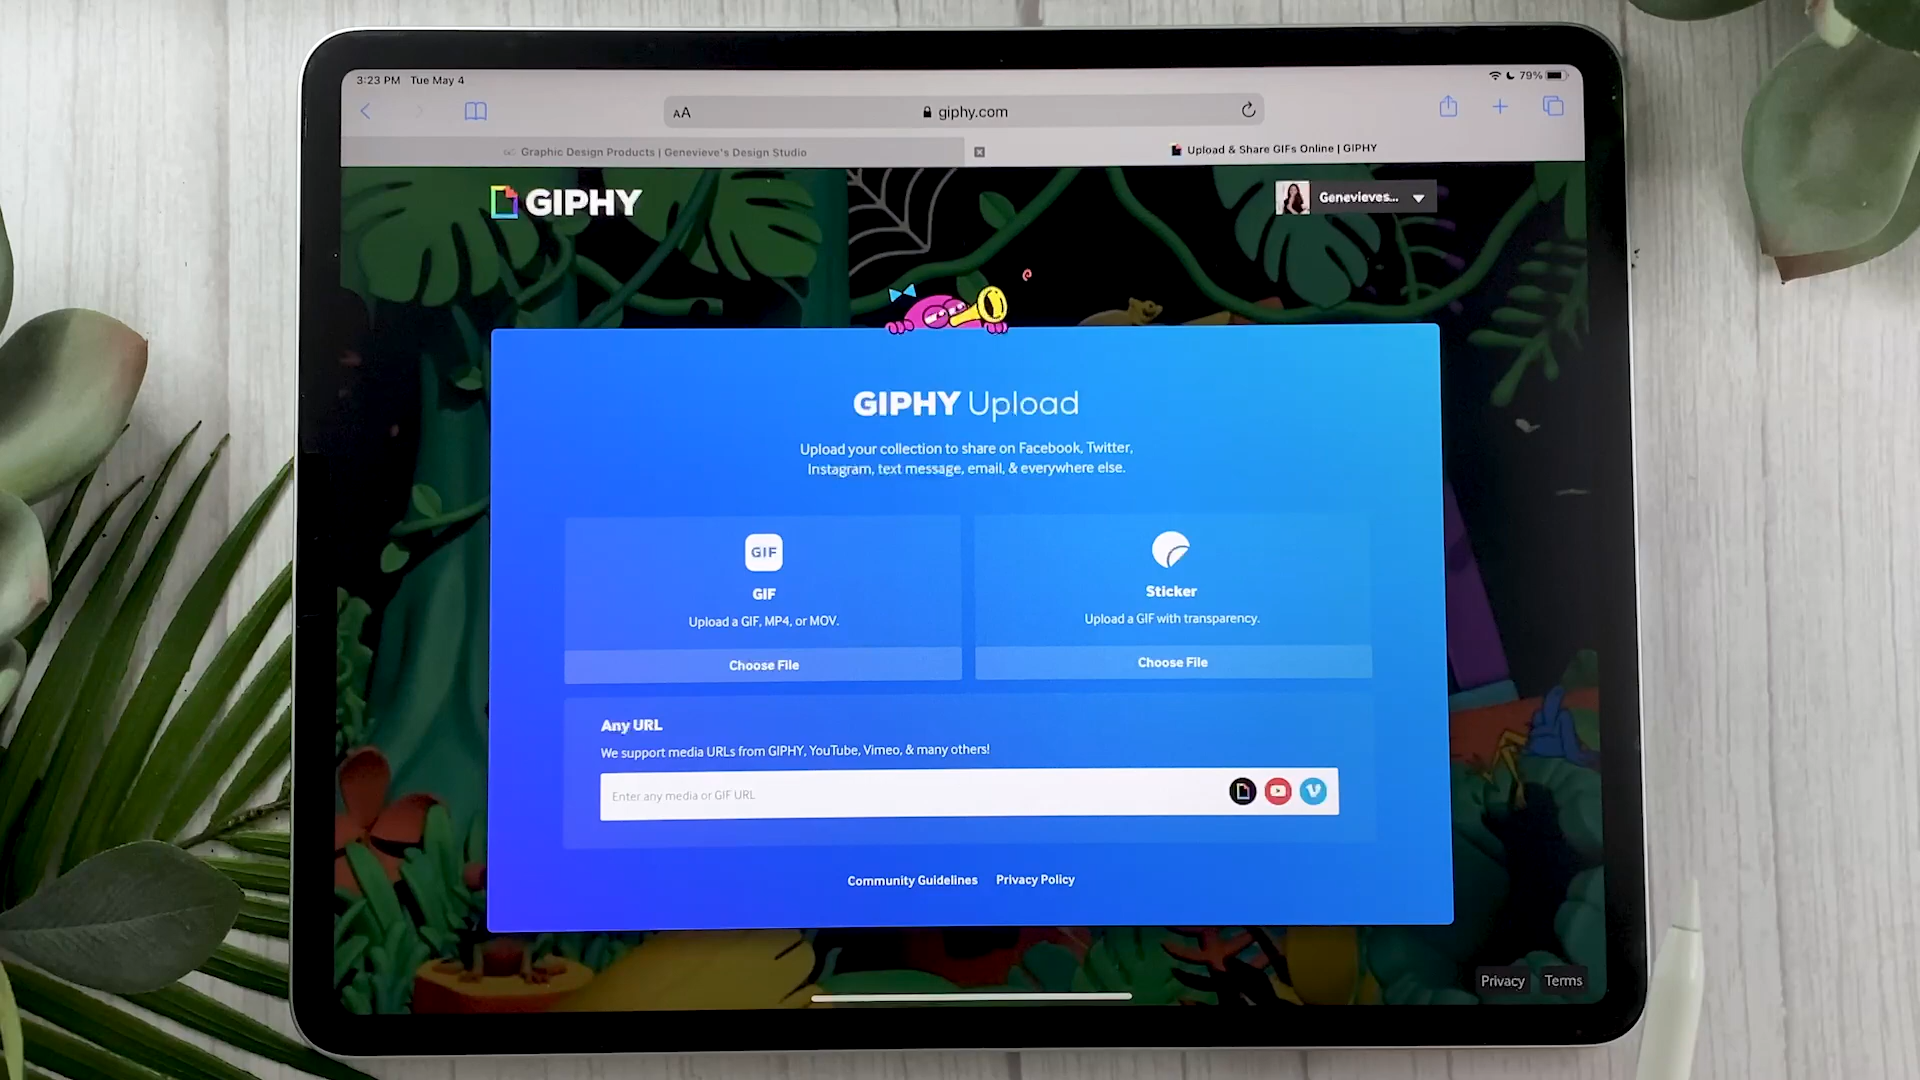 3:23 PM Tue May 4
79%
AA
giphy.com
Graphic Design Products | Genevieve's Design Studio
Upload & Share GIFs Online | GIPHY
GIPHY
Genevieves...
GIPHY Upload
Upload your collection to share on Facebook, Twitter,
Instagram, text message, email, & everywhere else.
GIF
GIF
Upload a GIF, MP4, or MOV.
Choose File
Sticker
Upload a GIF with transparency.
Choose File
Any URL
We support media URLs from GIPHY, YouTube, Vimeo, & many others!
Enter any media or GIF URL
Community Guidelines Privacy Policy
Privacy Terms